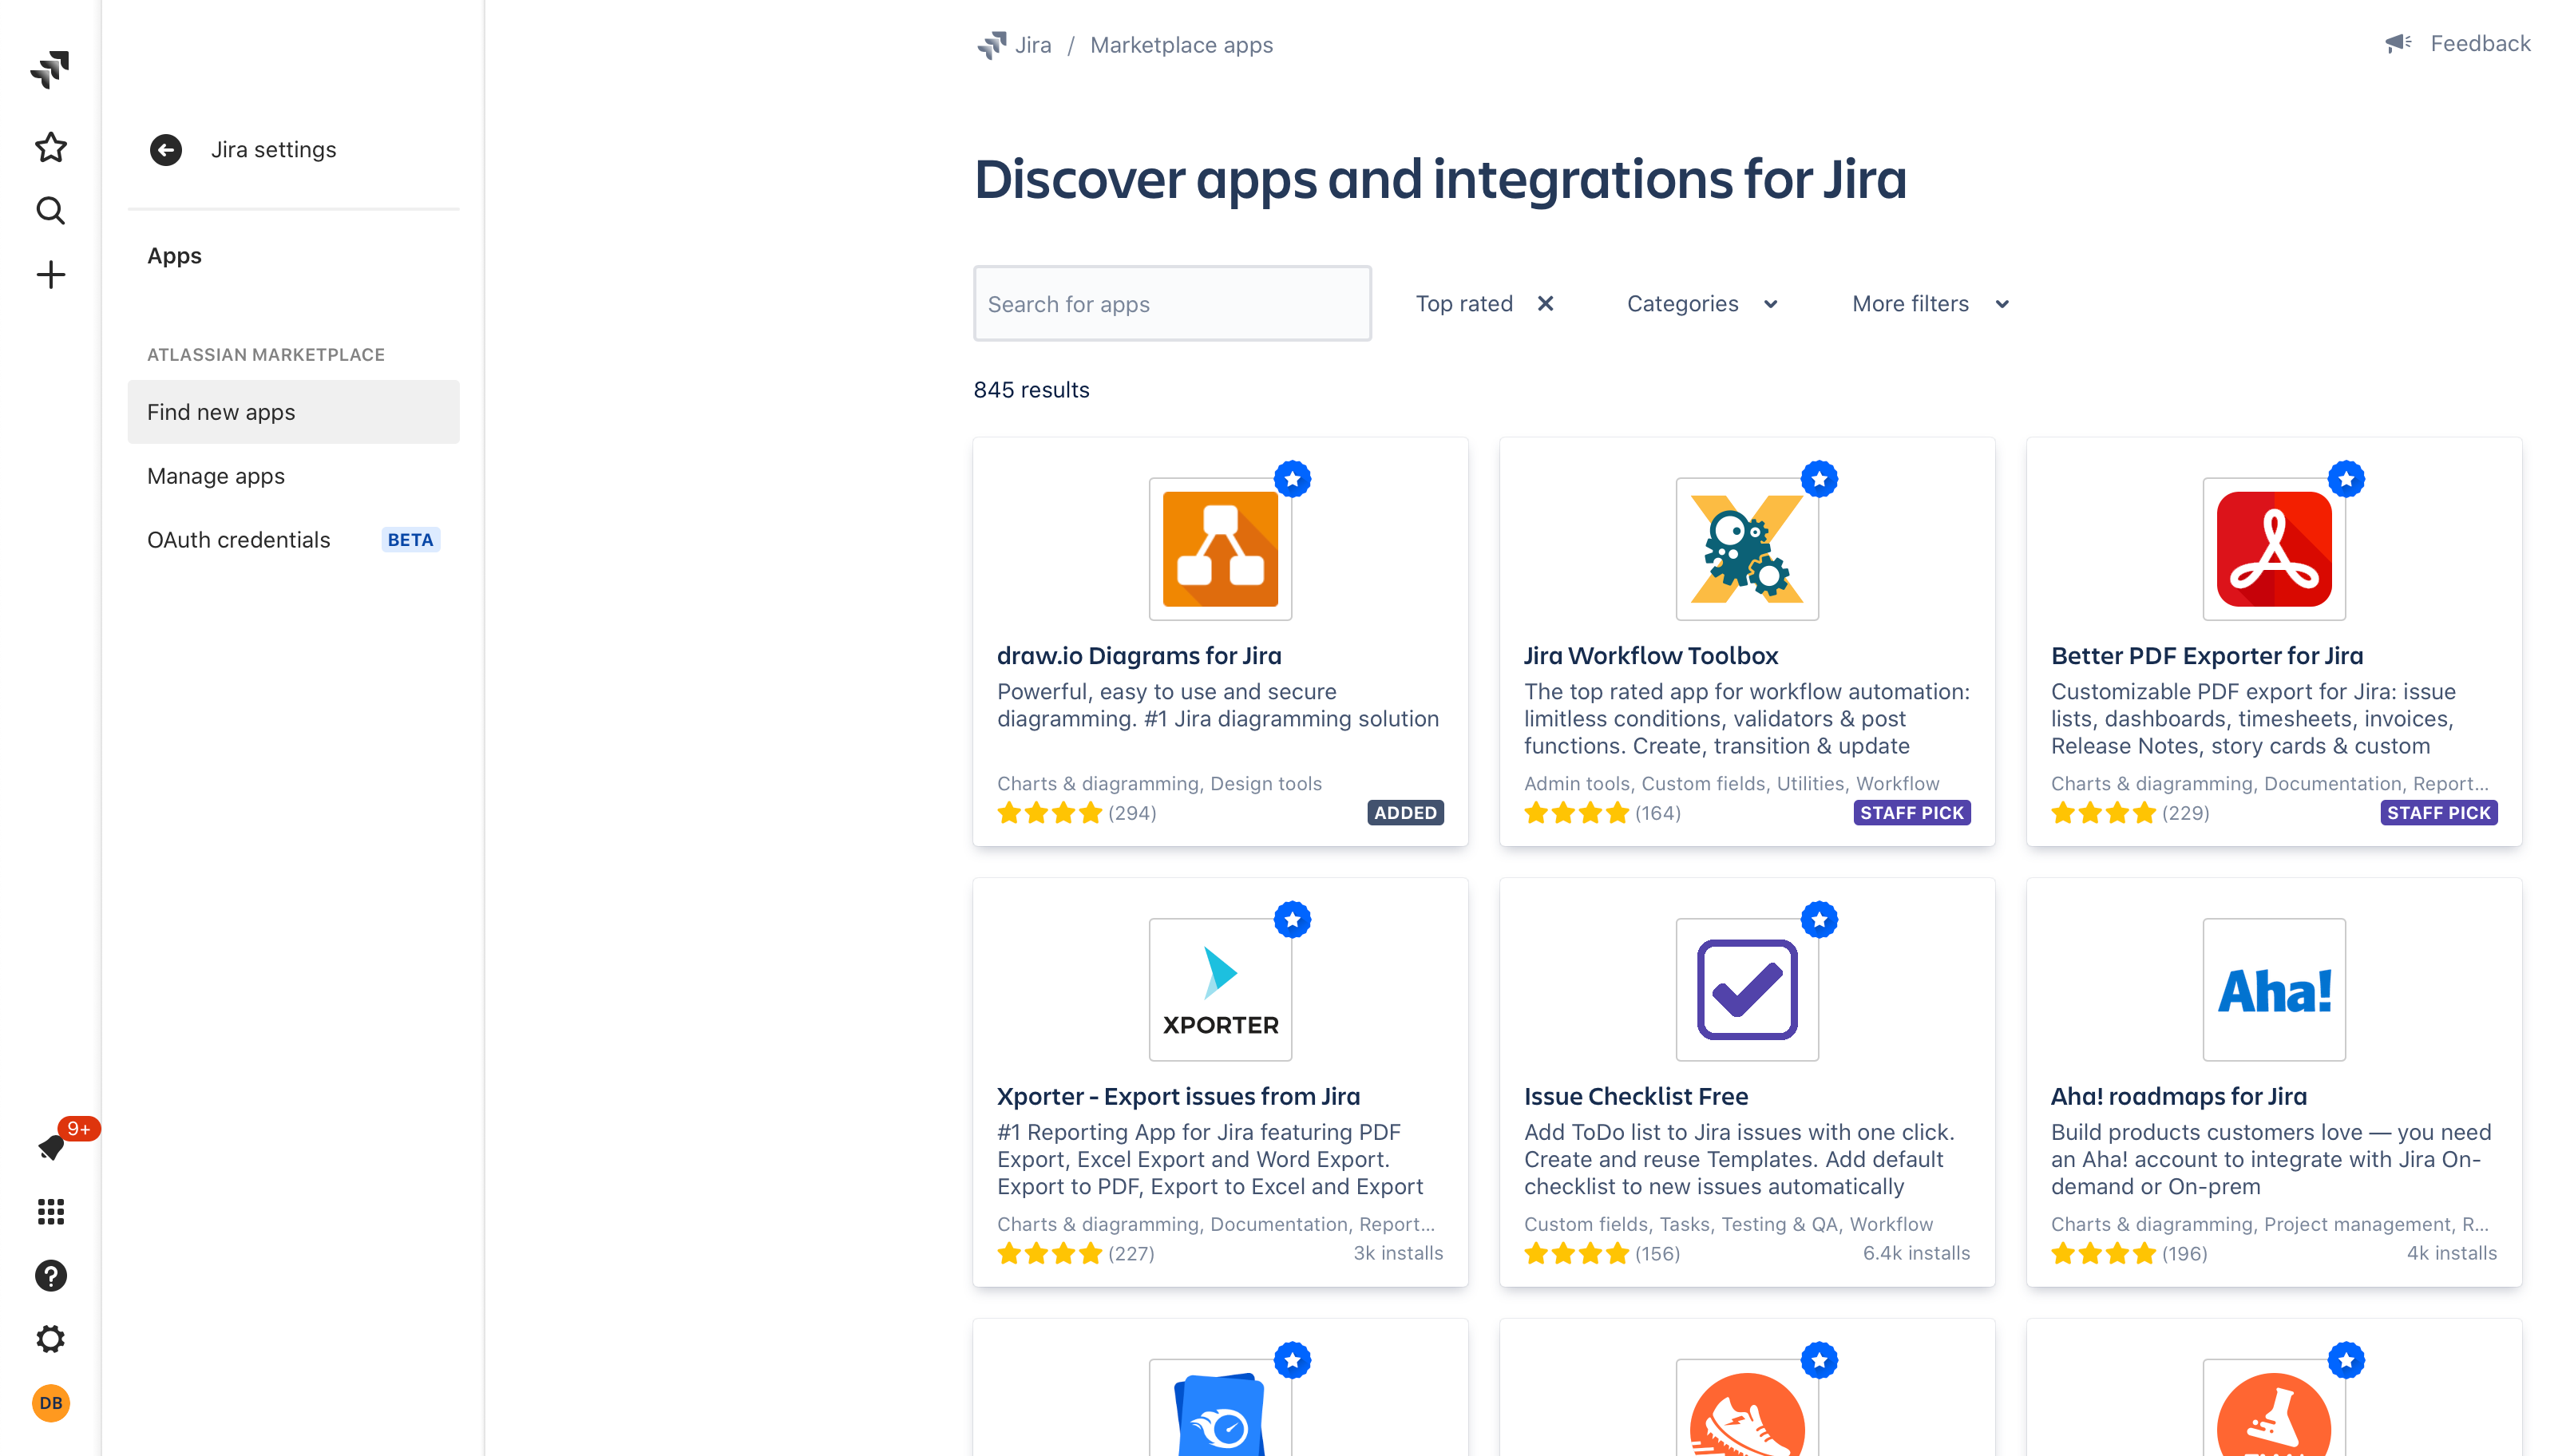 Jira / Marketplace apps
Feedback
Jira settings
Discover apps and integrations for Jira
Apps
Search for apps
Top rated
Categories
More filters
ATLASSIAN MARKETPLACE
845 results
Find new apps
Manage apps
OAuth credentials BETA
draw.io Diagrams for Jira
Powerful, easy to use and secure
diagramming. #1 Jira diagramming solution
Charts & diagramming, Design tools
(294) ADDED
Jira Workflow Toolbox
The top rated app for workflow automation:
limitless conditions, validators & post
functions. Create, transition & update
Admin tools, Custom fields, Utilities, Workflow
(164) STAFF PICK
Better PDF Exporter for Jira
Customizable PDF export for Jira: issue
lists, dashboards, timesheets, invoices,
Release Notes, story cards & custom
Charts & diagramming, Documentation, Report...
(229) STAFF PICK
XPORTER
Xporter - Export issues from Jira
#1 Reporting App for Jira featuring PDF
Export, Excel Export and Word Export.
Export to PDF, Export to Excel and Export
Charts & diagramming, Documentation, Report...
(227) 3k installs
Issue Checklist Free
Add ToDo list to Jira issues with one click.
Create and reuse Templates. Add default
checklist to new issues automatically
Custom fields, Tasks, Testing & QA, Workflow
(156) 6.4k installs
Aha!
Aha! roadmaps for Jira
Build products customers love — you need
an Aha! account to integrate with Jira On-
demand or On-prem
Charts & diagramming, Project management, R...
(196) 4k installs
9+
DB